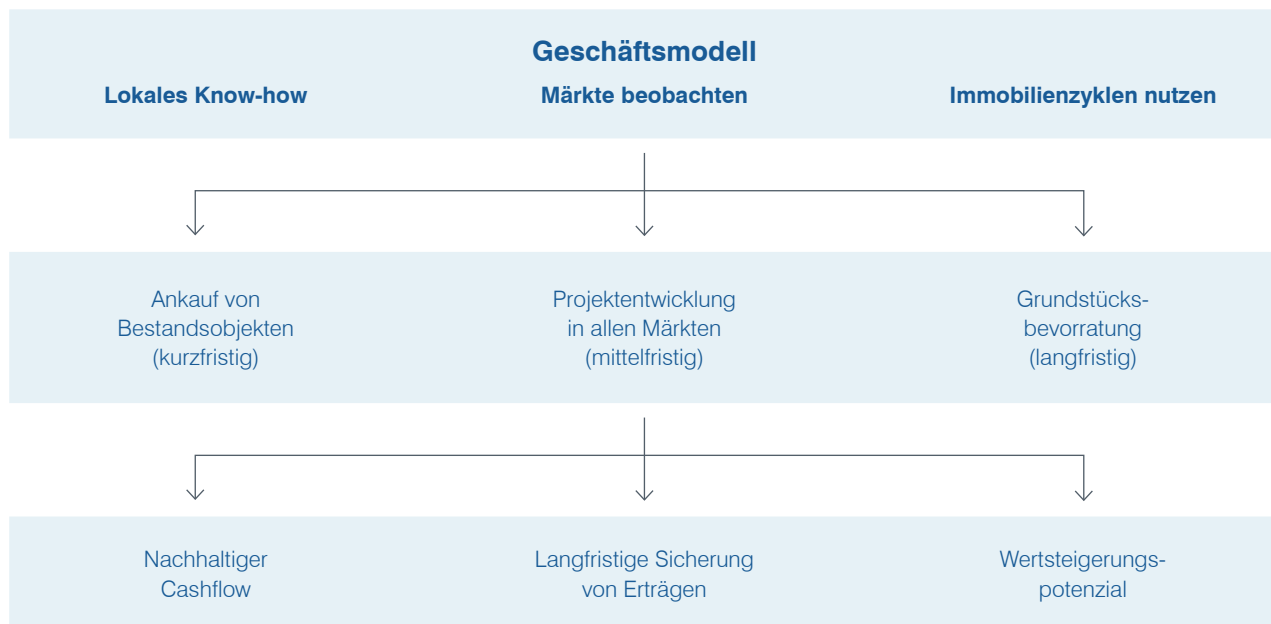 Geschäftsmodell
Lokales Know-how
Märkte beobachten
Immobilienzyklen nutzen
Ankauf von
Bestandsobjekten
(kurzfristig)
Projektentwicklung
in allen Märkten
(mittelfristig)
Grundstücks-
bevorratung
(langfristig)
Nachhaltiger
Cashflow
Langfristige Sicherung
von Erträgen
Wertsteigerungs-
potenzial